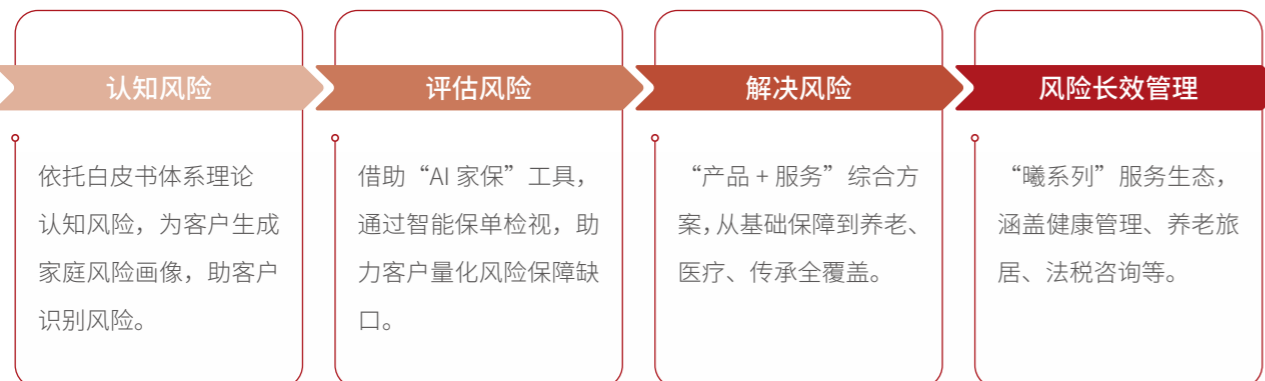 认知风险
依托白皮书体系理论
认知风险，为客户生成
家庭风险画像，助客户
识别风险。
评估风险
借助“AI 家保”工具，
通过智能保单检视，助
力客户量化风险保障缺
口。
解决风险
“产品 + 服务”综合方
案，从基础保障到养老、
医疗、传承全覆盖。
风险长效管理
“曦系列”服务生态，
涵盖健康管理、养老旅
居、法税咨询等。